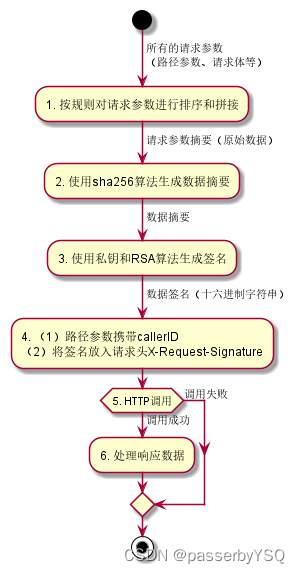 所有的请求参数
（路径参数、请求体等）
1. 按规则对请求参数进行排序和拼接
请求参数摘要（原始数据）
2. 使用sha256算法生成数据摘要
数据摘要
3. 使用私钥和RSA算法生成签名
数据签名（十六进制字符串）
4. （1）路径参数携带callerID
（2）将签名放入请求头X-Request-Signature
5. HTTP调用
调用失败
调用成功
6. 处理响应数据
CSDN @passerbyYSQ